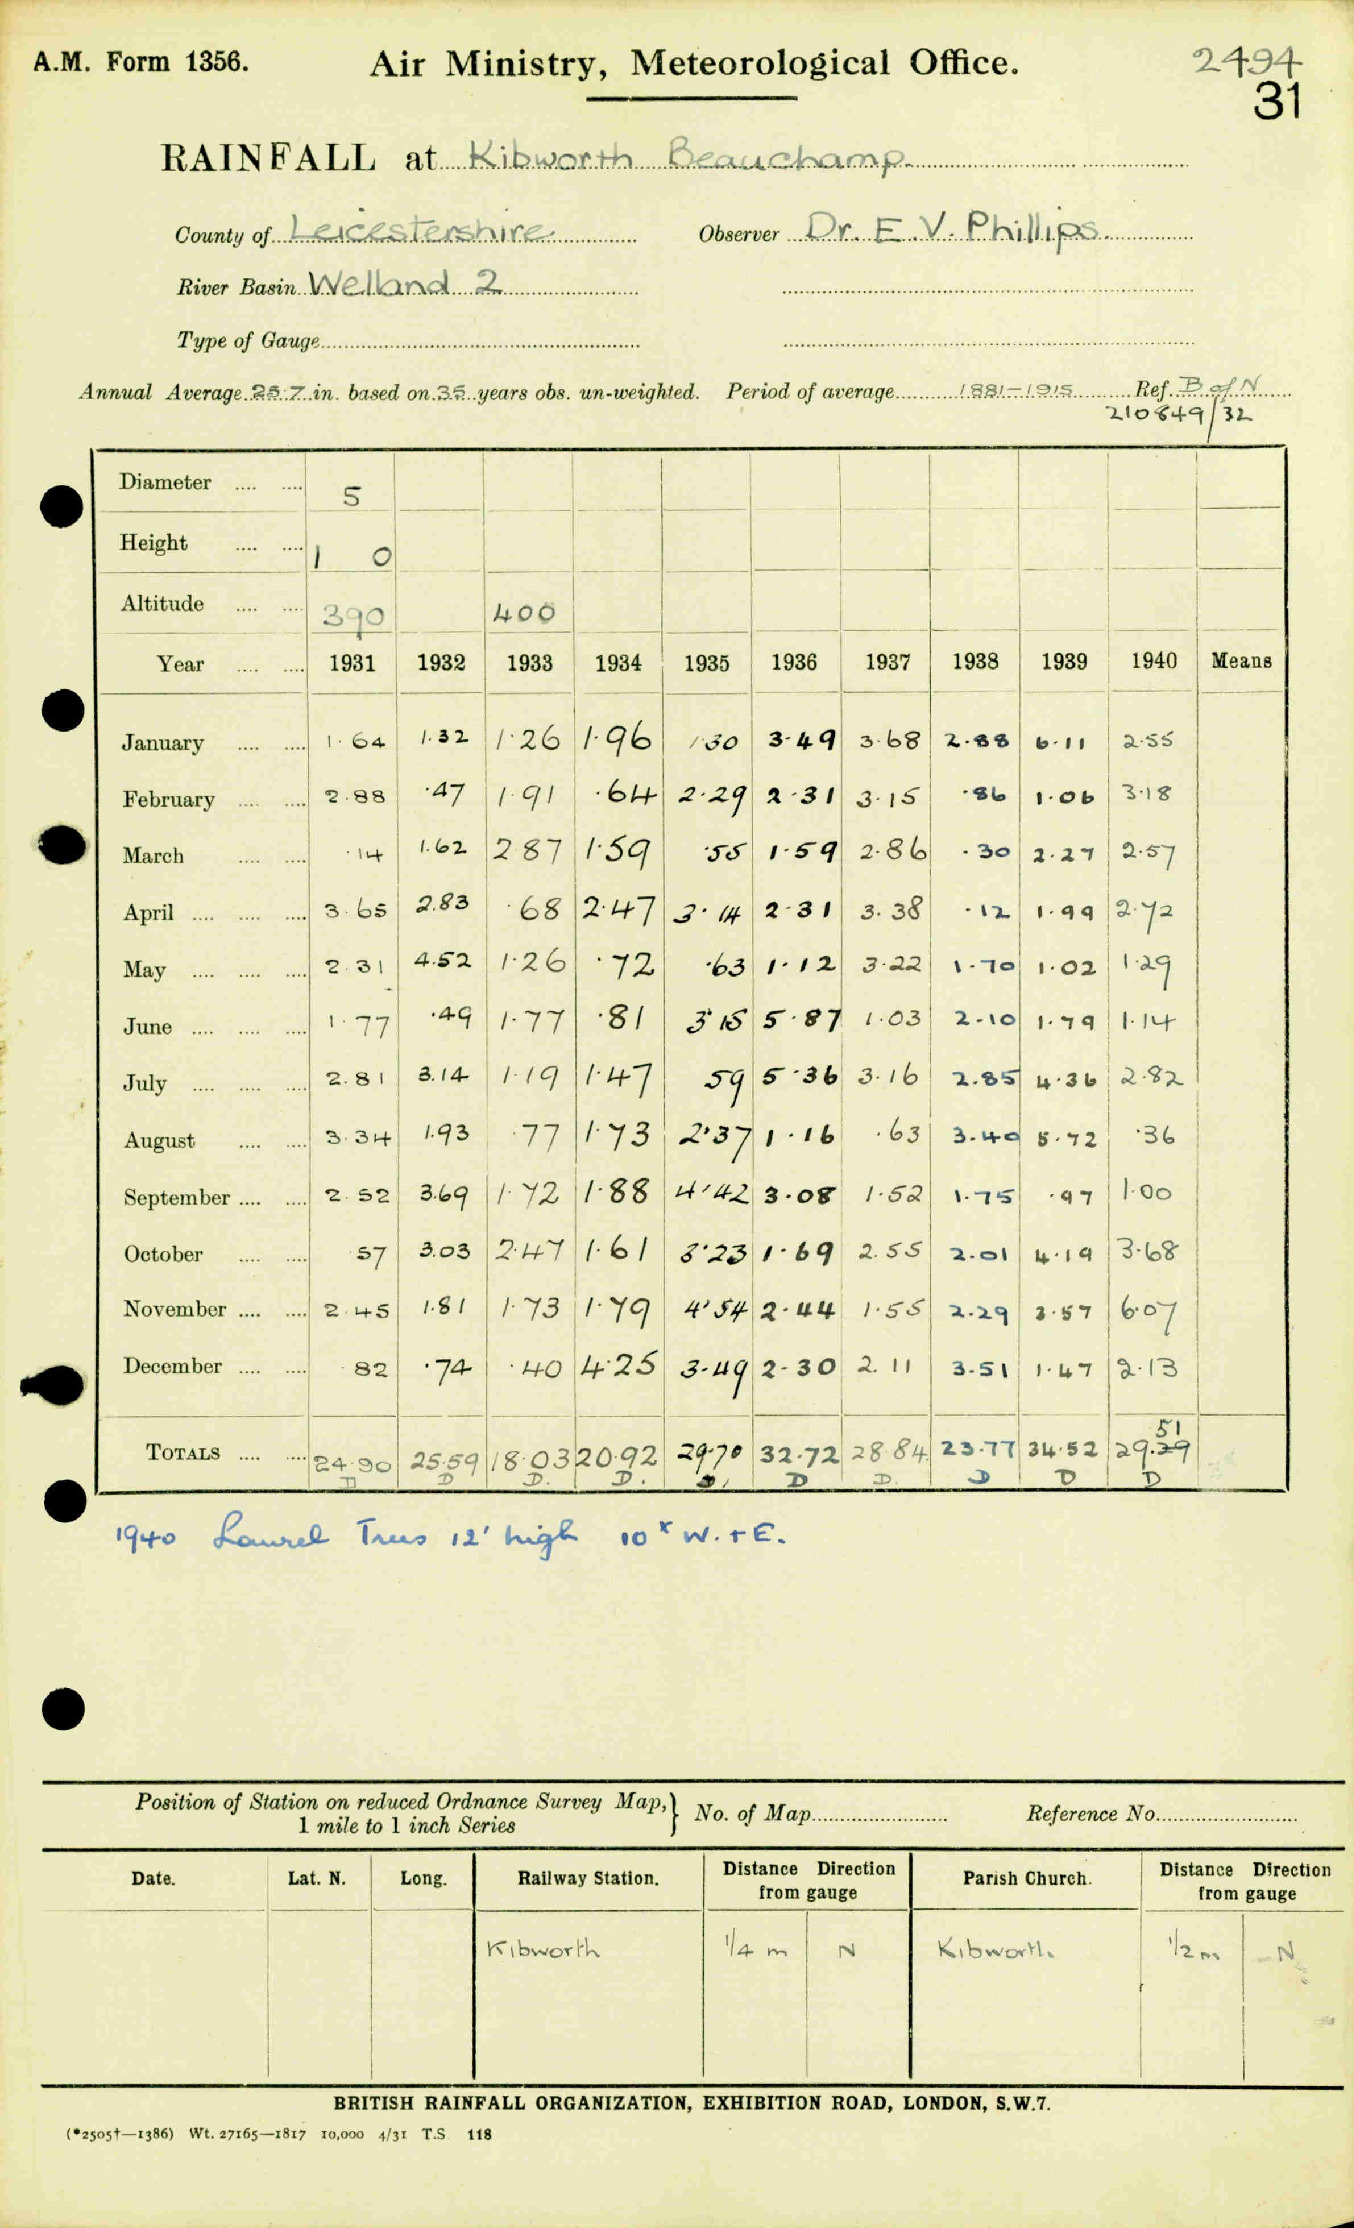 A.M. Form 1356. Air Ministry, Meteorological Office. 2494
31
RAINFALL at Kibworth Beauchamp
County of Leicestershire Observer Dr. E.V. Phillips.
River Basin Welland 2
Type of Gauge
Annual Average 25.7 in. based on 35 years obs. un-weighted. Period of average 1881-1915 Ref. B of N
210849/32
Diameter .... .... 5
Height .... .... 1 0
Altitude .... .... 390 400
Year .... .... 1931 1932 1933 1934 1935 1936 1937 1938 1939 1940 Means
January .... .... 1.64 1.32 1.26 1.96 1.30 3.49 3.68 2.88 6.11 2.55
February .... .... 2.88 .47 1.91 .64 2.29 2.31 3.15 .86 1.06 3.18
March .... .... .14 1.62 2 87 1.59 .55 1.59 2.86 .30 2.27 2.57
April .... .... .... 3.65 2.83 .68 2.47 3.14 2.31 3.38 .12 1.99 2.72
May .... .... .... 2 31 4.52 1.26 .72 .63 1.12 3.22 1.70 1.02 1.29
June .... .... .... 1.77 .49 1.77 .81 3.15 5.87 1.03 2.10 1.79 1.14
July .... .... .... 2.81 3.14 1.19 1.47 59 5.36 3.16 2.85 4.36 2.82
August .... .... 3.34 1.93 .77 1.73 2.37 1.16 .63 3.40 5.72 .36
September .... .... 2.52 3.69 1.72 1.88 4.42 3.08 1.52 1.75 .97 1.00
October .... .... 57 3.03 2.47 1.61 3.23 1.69 2.55 2.01 4.19 3.68
November .... .... 2.45 1.81 1.73 1.79 4.54 2.44 1.55 2.29 3.57 6.07
December .... .... 82 .74 .40 4.25 3.49 2.30 2.11 3.51 1.47 2.13
51
TOTALS .... .... 24.90 25.59 18.03 20.92 29.70 32.72 28.84 23.77 34.52 29.29
D D D. D. D. D D. D D D
1940 Laurel Trees 12' high 10ˣ W. + E.
Position of Station on reduced Ordnance Survey Map,} No. of Map Reference No.
1 mile to 1 inch Series
Date. Lat. N. Long. Railway Station. Distance Direction from gauge Parish Church. Distance Direction from gauge
Kibworth 1/4 m N Kibworth. 1/2 m N
BRITISH RAINFALL ORGANIZATION, EXHIBITION ROAD, LONDON, S.W.7.
(*2505†—1386) Wt. 27165—1817 10,000 4/31 T.S. 118